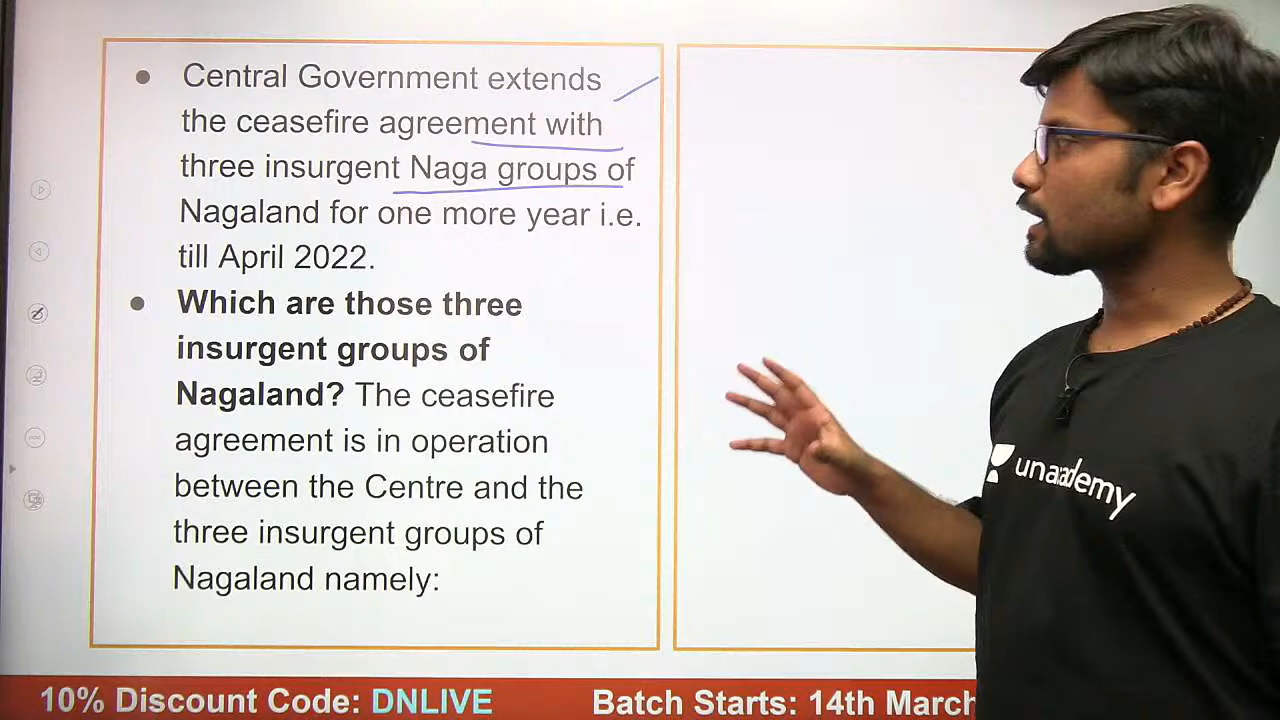 Central Government extends
the ceasefire agreement with
three insurgent Naga groups of
Nagaland for one more year i.e.
till April 2022.
Which are those three
insurgent groups of
Nagaland? The ceasefire
agreement is in operation
between the Centre and the
three insurgent groups of
Nagaland namely:
unacademy
10% Discount Code: DNLIVE
Batch Starts: 14th March